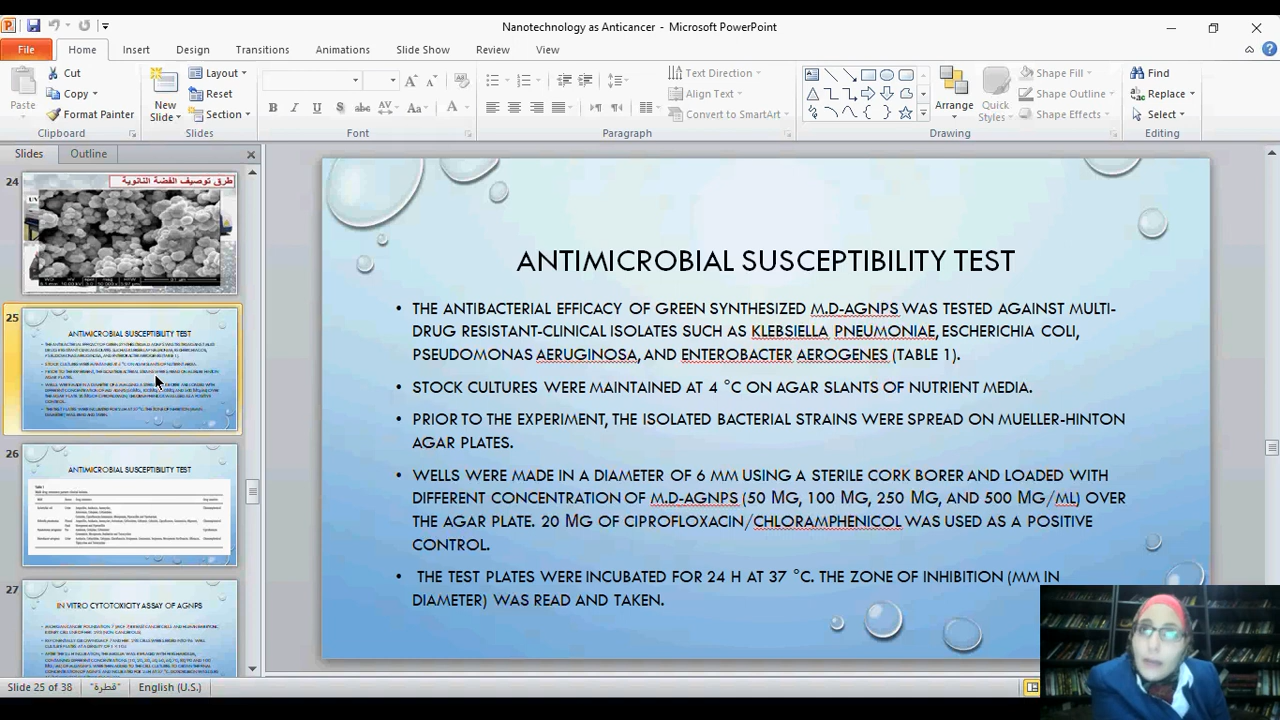 Nanotechnology as Anticancer - Microsoft PowerPoint
File Home Insert Design Transitions Animations Slide Show Review View
Paste
Cut
Copy
Format Painter
Clipboard
New
Slide
Layout
Reset
Section
Slides
Font
Paragraph
Text Direction
Align Text
Convert to SmartArt
Arrange
Quick
Styles
Shape Fill
Shape Outline
Shape Effects
Drawing
Find
Replace
Select
Editing
Slides Outline
24
طرق توصيف الفضة النانوية
25
ANTIMICROBIAL SUSCEPTIBILITY TEST
26
ANTIMICROBIAL SUSCEPTIBILITY TEST
27
IN VITRO CYTOTOXICITY ASSAY OF AGNPS
ANTIMICROBIAL SUSCEPTIBILITY TEST
• THE ANTIBACTERIAL EFFICACY OF GREEN SYNTHESIZED M.D-AGNPS WAS TESTED AGAINST MULTI-
DRUG RESISTANT-CLINICAL ISOLATES SUCH AS KLEBSIELLA PNEUMONIAE, ESCHERICHIA COLI,
PSEUDOMONAS AERUGINOSA, AND ENTEROBACTER AEROGENES (TABLE 1).
• STOCK CULTURES WERE MAINTAINED AT 4 °C ON AGAR SLANTS OF NUTRIENT MEDIA.
• PRIOR TO THE EXPERIMENT, THE ISOLATED BACTERIAL STRAINS WERE SPREAD ON MUELLER-HINTON
AGAR PLATES.
• WELLS WERE MADE IN A DIAMETER OF 6 MM USING A STERILE CORK BORER AND LOADED WITH
DIFFERENT CONCENTRATION OF M.D-AGNPS (50 ΜG, 100 ΜG, 250 ΜG, AND 500 ΜG/ML) OVER
THE AGAR PLATE. 20 ΜG OF CIPROFLOXACIN/CHLORAMPHENICOL WAS USED AS A POSITIVE
CONTROL.
• THE TEST PLATES WERE INCUBATED FOR 24 H AT 37 °C. THE ZONE OF INHIBITION (MM IN
DIAMETER) WAS READ AND TAKEN.
Slide 25 of 38 "قطرة" English (U.S.)